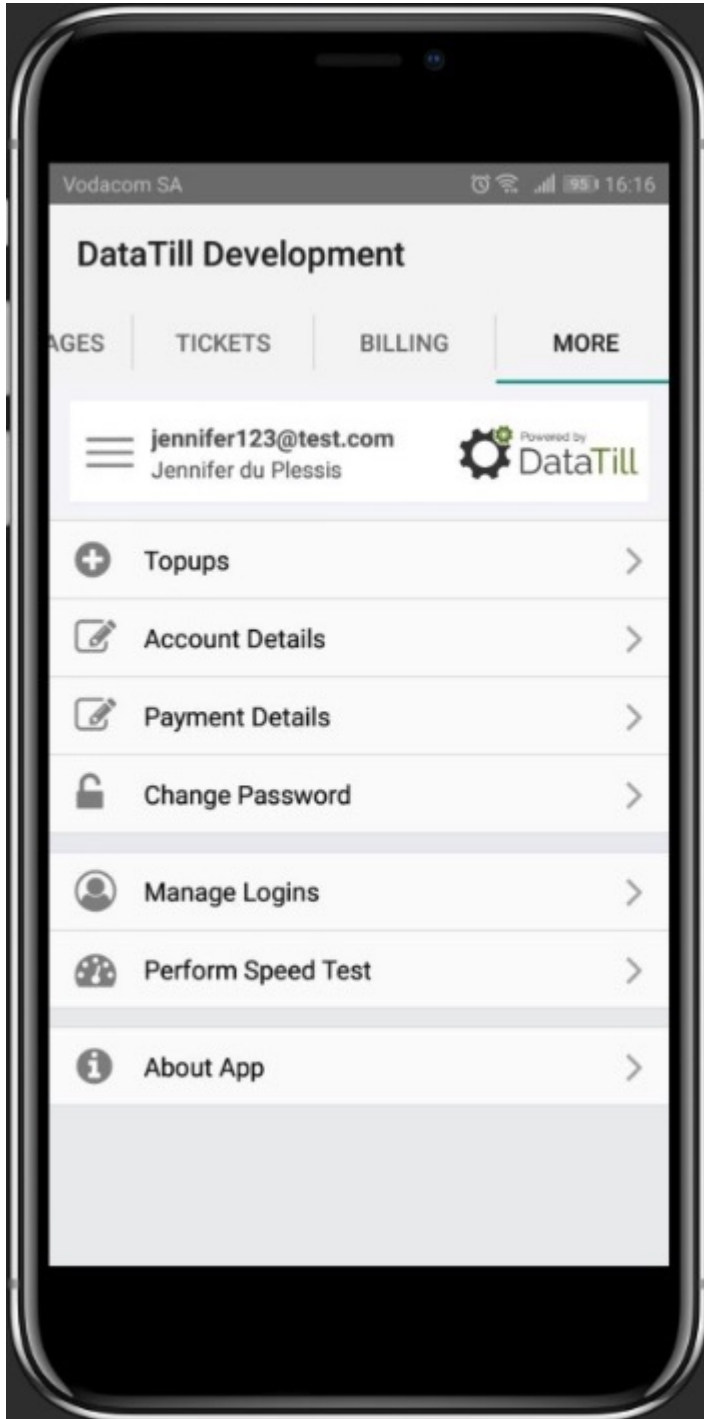 Vodacom SA 95 16:16
DataTill Development
AGES TICKETS BILLING MORE
jennifer123@test.com
Jennifer du Plessis
Powered by
DataTill
Topups
Account Details
Payment Details
Change Password
Manage Logins
Perform Speed Test
About App